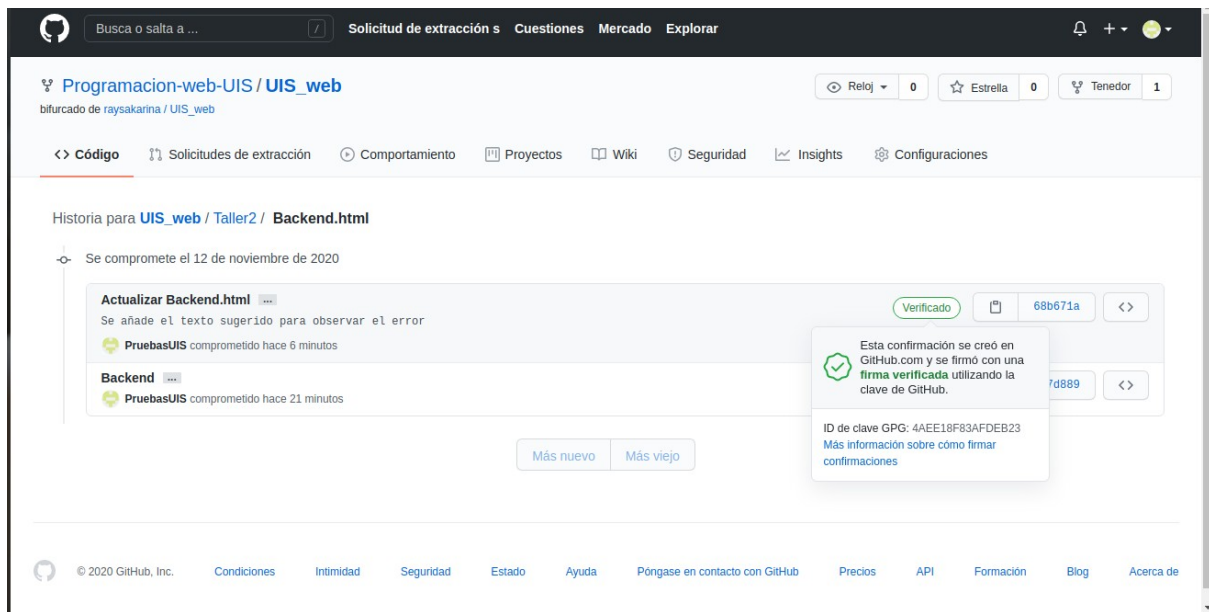 Busca o salta a ... / Solicitud de extracción s Cuestiones Mercado Explorar
Programacion-web-UIS / UIS_web
Reloj 0 Estrella 0 Tenedor 1
bifurcado de raysakarina / UIS_web
Código Solicitudes de extracción Comportamiento Proyectos Wiki Seguridad Insights Configuraciones
Historia para UIS_web / Taller2 / Backend.html
Se compromete el 12 de noviembre de 2020
Actualizar Backend.html ...
Se añade el texto sugerido para observar el error
PruebasUIS comprometido hace 6 minutos
Verificado 68b671a
Backend ...
PruebasUIS comprometido hace 21 minutos
7d889
Esta confirmación se creó en
GitHub.com y se firmó con una
firma verificada utilizando la
clave de GitHub.
ID de clave GPG: 4AEE18F83AFDEB23
Más información sobre cómo firmar
confirmaciones
Más nuevo Más viejo
© 2020 GitHub, Inc. Condiciones Intimidad Seguridad Estado Ayuda Póngase en contacto con GitHub Precios API Formación Blog Acerca de